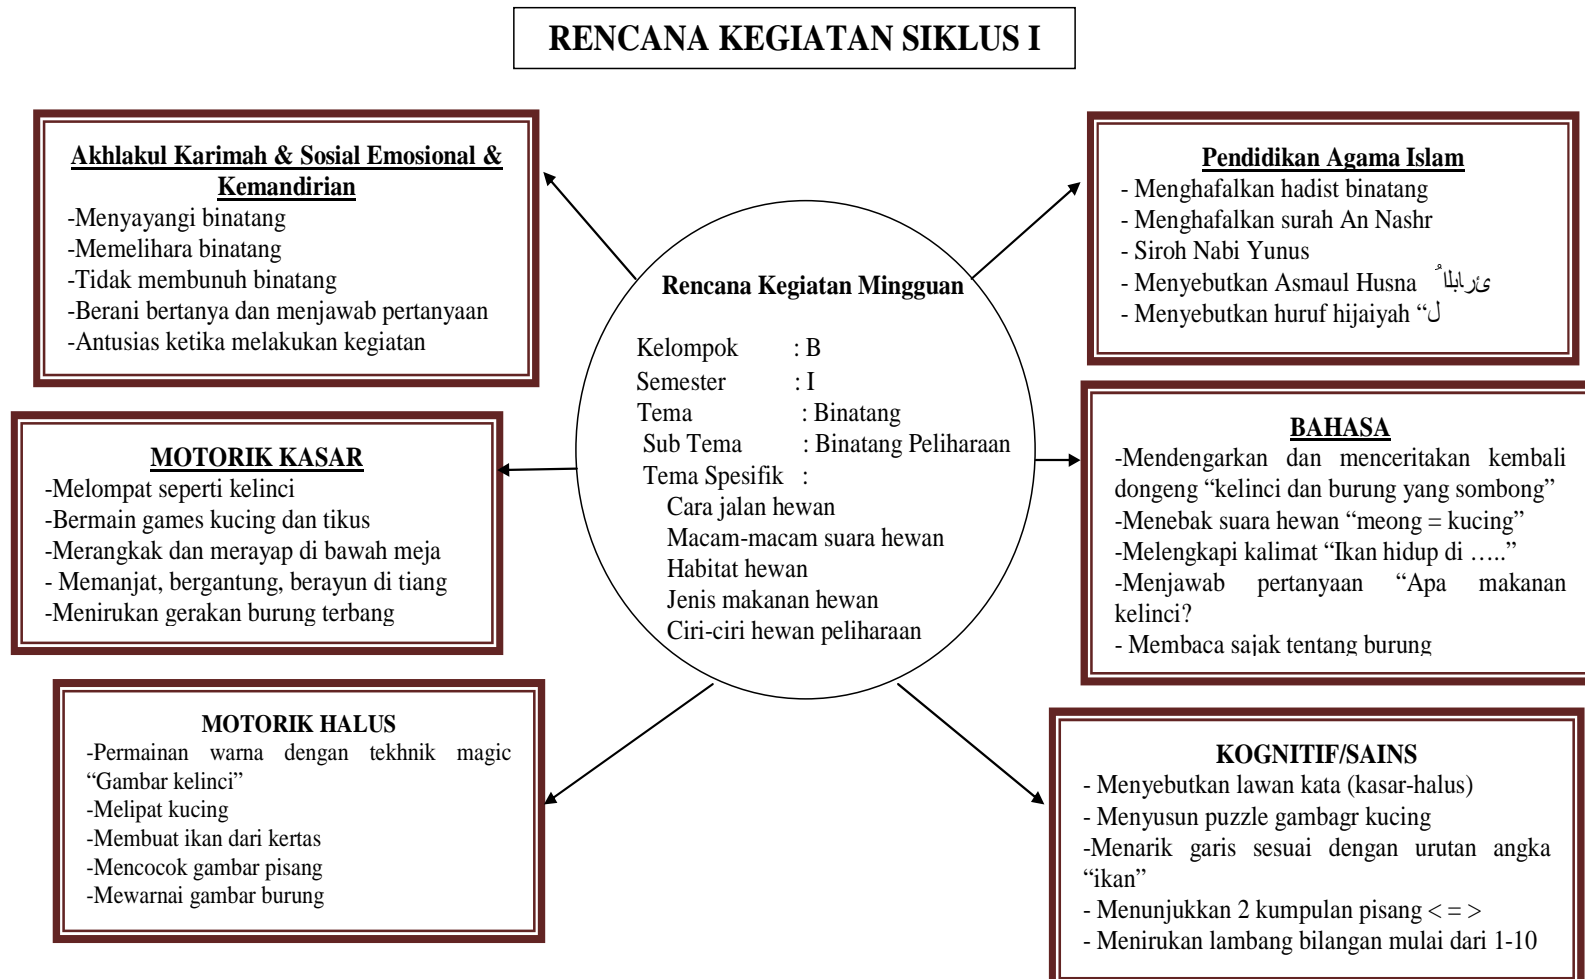 RENCANA KEGIATAN SIKLUS I
Akhlakul Karimah & Sosial Emosional &
Kemandirian
-Menyayangi binatang
-Memelihara binatang
-Tidak membunuh binatang
-Berani bertanya dan menjawab pertanyaan
-Antusias ketika melakukan kegiatan
Pendidikan Agama Islam
- Menghafalkan hadist binatang
- Menghafalkan surah An Nashr
- Siroh Nabi Yunus
- Menyebutkan Asmaul Husna
- Menyebutkan huruf hijaiyah “ل
Rencana Kegiatan Mingguan
Kelompok : B
Semester : I
Tema : Binatang
Sub Tema : Binatang Peliharaan
Tema Spesifik :
Cara jalan hewan
Macam-macam suara hewan
Habitat hewan
Jenis makanan hewan
Ciri-ciri hewan peliharaan
MOTORIK KASAR
-Melompat seperti kelinci
-Bermain games kucing dan tikus
-Merangkak dan merayap di bawah meja
- Memanjat, bergantung, berayun di tiang
-Menirukan gerakan burung terbang
BAHASA
-Mendengarkan dan menceritakan kembali
dongeng “kelinci dan burung yang sombong”
-Menebak suara hewan “meong = kucing”
-Melengkapi kalimat “Ikan hidup di …..”
-Menjawab pertanyaan “Apa makanan
kelinci?
- Membaca sajak tentang burung
MOTORIK HALUS
-Permainan warna dengan tekhnik magic
“Gambar kelinci”
-Melipat kucing
-Membuat ikan dari kertas
-Mencocok gambar pisang
-Mewarnai gambar burung
KOGNITIF/SAINS
- Menyebutkan lawan kata (kasar-halus)
- Menyusun puzzle gambagr kucing
-Menarik garis sesuai dengan urutan angka
“ikan”
- Menunjukkan 2 kumpulan pisang < = >
- Menirukan lambang bilangan mulai dari 1-10